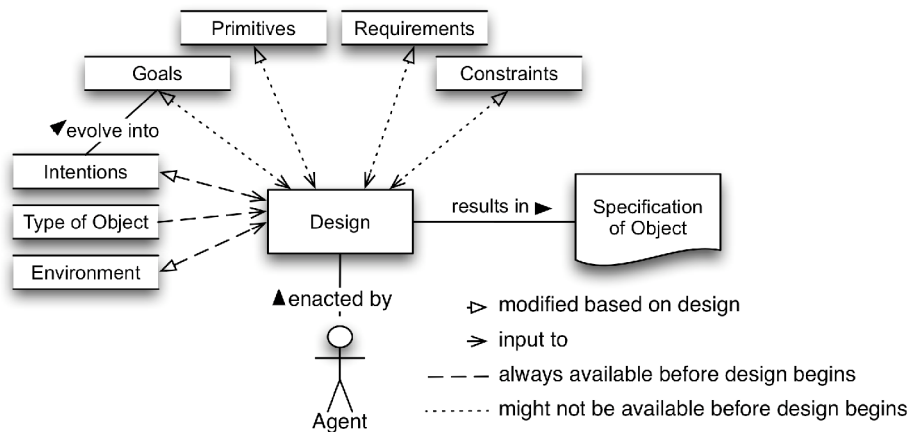 Primitives
Requirements
Goals
Constraints
evolve into
Intentions
Type of Object
Environment
Design
results in
Specification
of Object
enacted by
Agent
modified based on design
input to
always available before design begins
might not be available before design begins